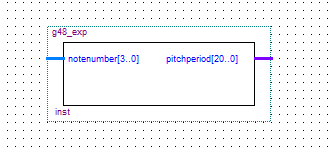 g48_exp
notenumber[3..0] pitchperiod[20..0]
inst